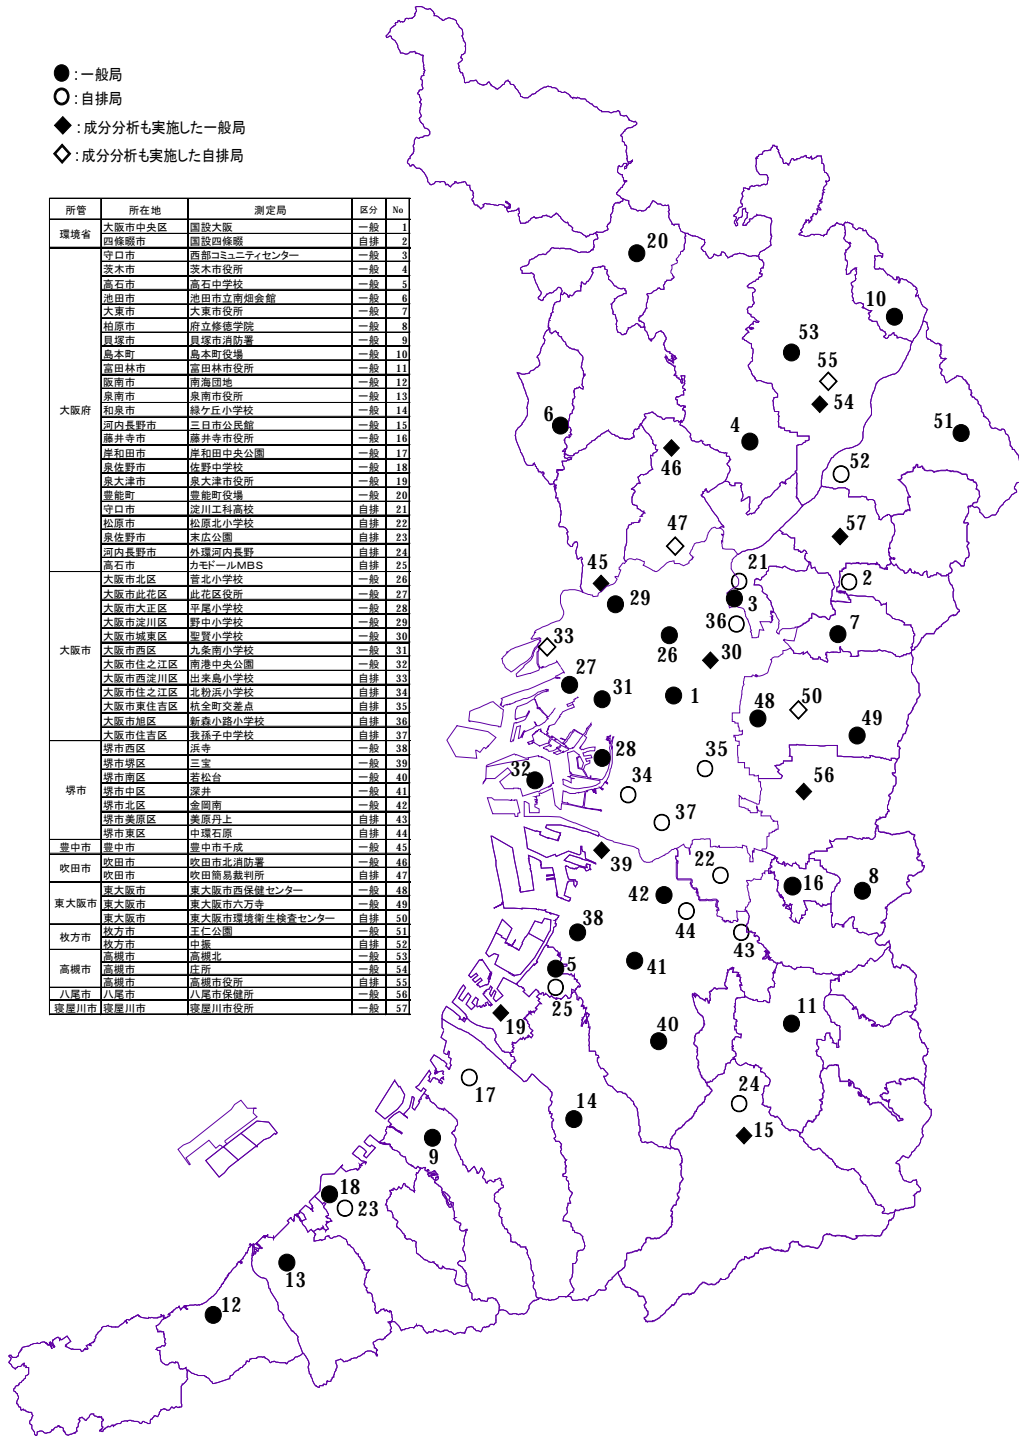 ●：一般局
○：自排局
◆：成分分析も実施した一般局
◇：成分分析も実施した自排局
所管 所在地 測定局 区分 No
環境省 大阪市中央区 国設大阪 一般 1
四條畷市 国設四條畷 自排 2
大阪府 守口市 西部コミュニティセンター 一般 3
茨木市 茨木市役所 一般 4
高石市 高石中学校 一般 5
池田市 池田市立南畑会館 一般 6
大東市 大東市役所 一般 7
柏原市 府立修徳学院 一般 8
貝塚市 貝塚市消防署 一般 9
島本町 島本町役場 一般 10
富田林市 富田林市役所 一般 11
阪南市 南海団地 一般 12
泉南市 泉南市役所 一般 13
和泉市 緑ケ丘小学校 一般 14
河内長野市 三日市公民館 一般 15
藤井寺市 藤井寺市役所 一般 16
岸和田市 岸和田中央公園 一般 17
泉佐野市 佐野中学校 一般 18
泉大津市 泉大津市役所 一般 19
豊能町 豊能町役場 一般 20
守口市 淀川工科高校 自排 21
松原市 松原北小学校 自排 22
泉佐野市 末広公園 自排 23
河内長野市 外環河内長野 自排 24
高石市 カモドールMBS 自排 25
大阪市 大阪市北区 菅北小学校 一般 26
大阪市此花区 此花区役所 一般 27
大阪市大正区 平尾小学校 一般 28
大阪市淀川区 野中小学校 一般 29
大阪市城東区 聖賢小学校 一般 30
大阪市西区 九条南小学校 一般 31
大阪市住之江区 南港中央公園 一般 32
大阪市西淀川区 出来島小学校 自排 33
大阪市住之江区 北粉浜小学校 自排 34
大阪市東住吉区 杭全町交差点 自排 35
大阪市旭区 新森小路小学校 自排 36
大阪市住吉区 我孫子中学校 自排 37
堺市 堺市西区 浜寺 一般 38
堺市堺区 三宝 一般 39
堺市南区 若松台 一般 40
堺市中区 深井 一般 41
堺市北区 金岡南 一般 42
堺市美原区 美原丹上 自排 43
堺市東区 中環石原 自排 44
豊中市 豊中市 豊中市千成 一般 45
吹田市 吹田市 吹田市北消防署 一般 46
吹田市 吹田簡易裁判所 自排 47
東大阪市 東大阪市 東大阪市西保健センター 一般 48
東大阪市 東大阪市六万寺 一般 49
東大阪市 東大阪市環境衛生検査センター 自排 50
枚方市 枚方市 王仁公園 一般 51
枚方市 中振 自排 52
高槻市 高槻市 高槻北 一般 53
高槻市 庄所 一般 54
高槻市 高槻市役所 自排 55
八尾市 八尾市 八尾市保健所 一般 56
寝屋川市 寝屋川市 寝屋川市役所 一般 57
20
10
53
55
54
6
4
51
46
52
57
47
21
2
45
29
3
36
7
33
26
30
27
31
1
48
50
49
28
35
32
34
56
37
39
22
16
8
42
44
38
43
41
5
25
19
11
40
17
24
14
15
9
18
23
13
12